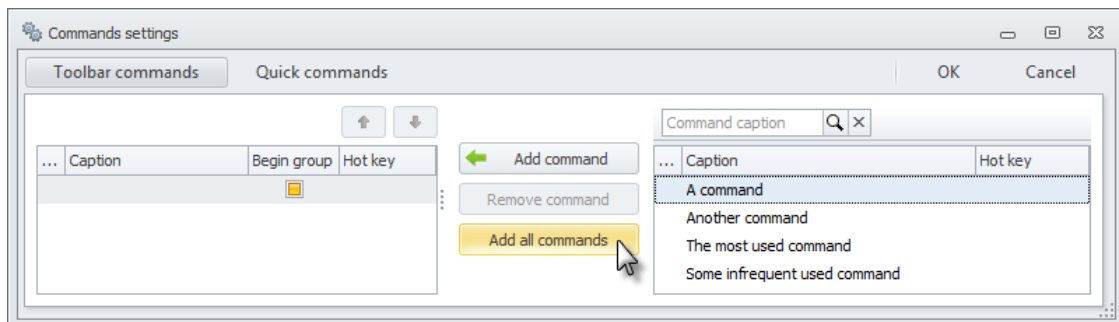 Commands settings
Toolbar commands Quick commands OK Cancel
Command caption
... Caption Begin group Hot key
Add command
Remove command
Add all commands
... Caption Hot key
A command
Another command
The most used command
Some infrequent used command